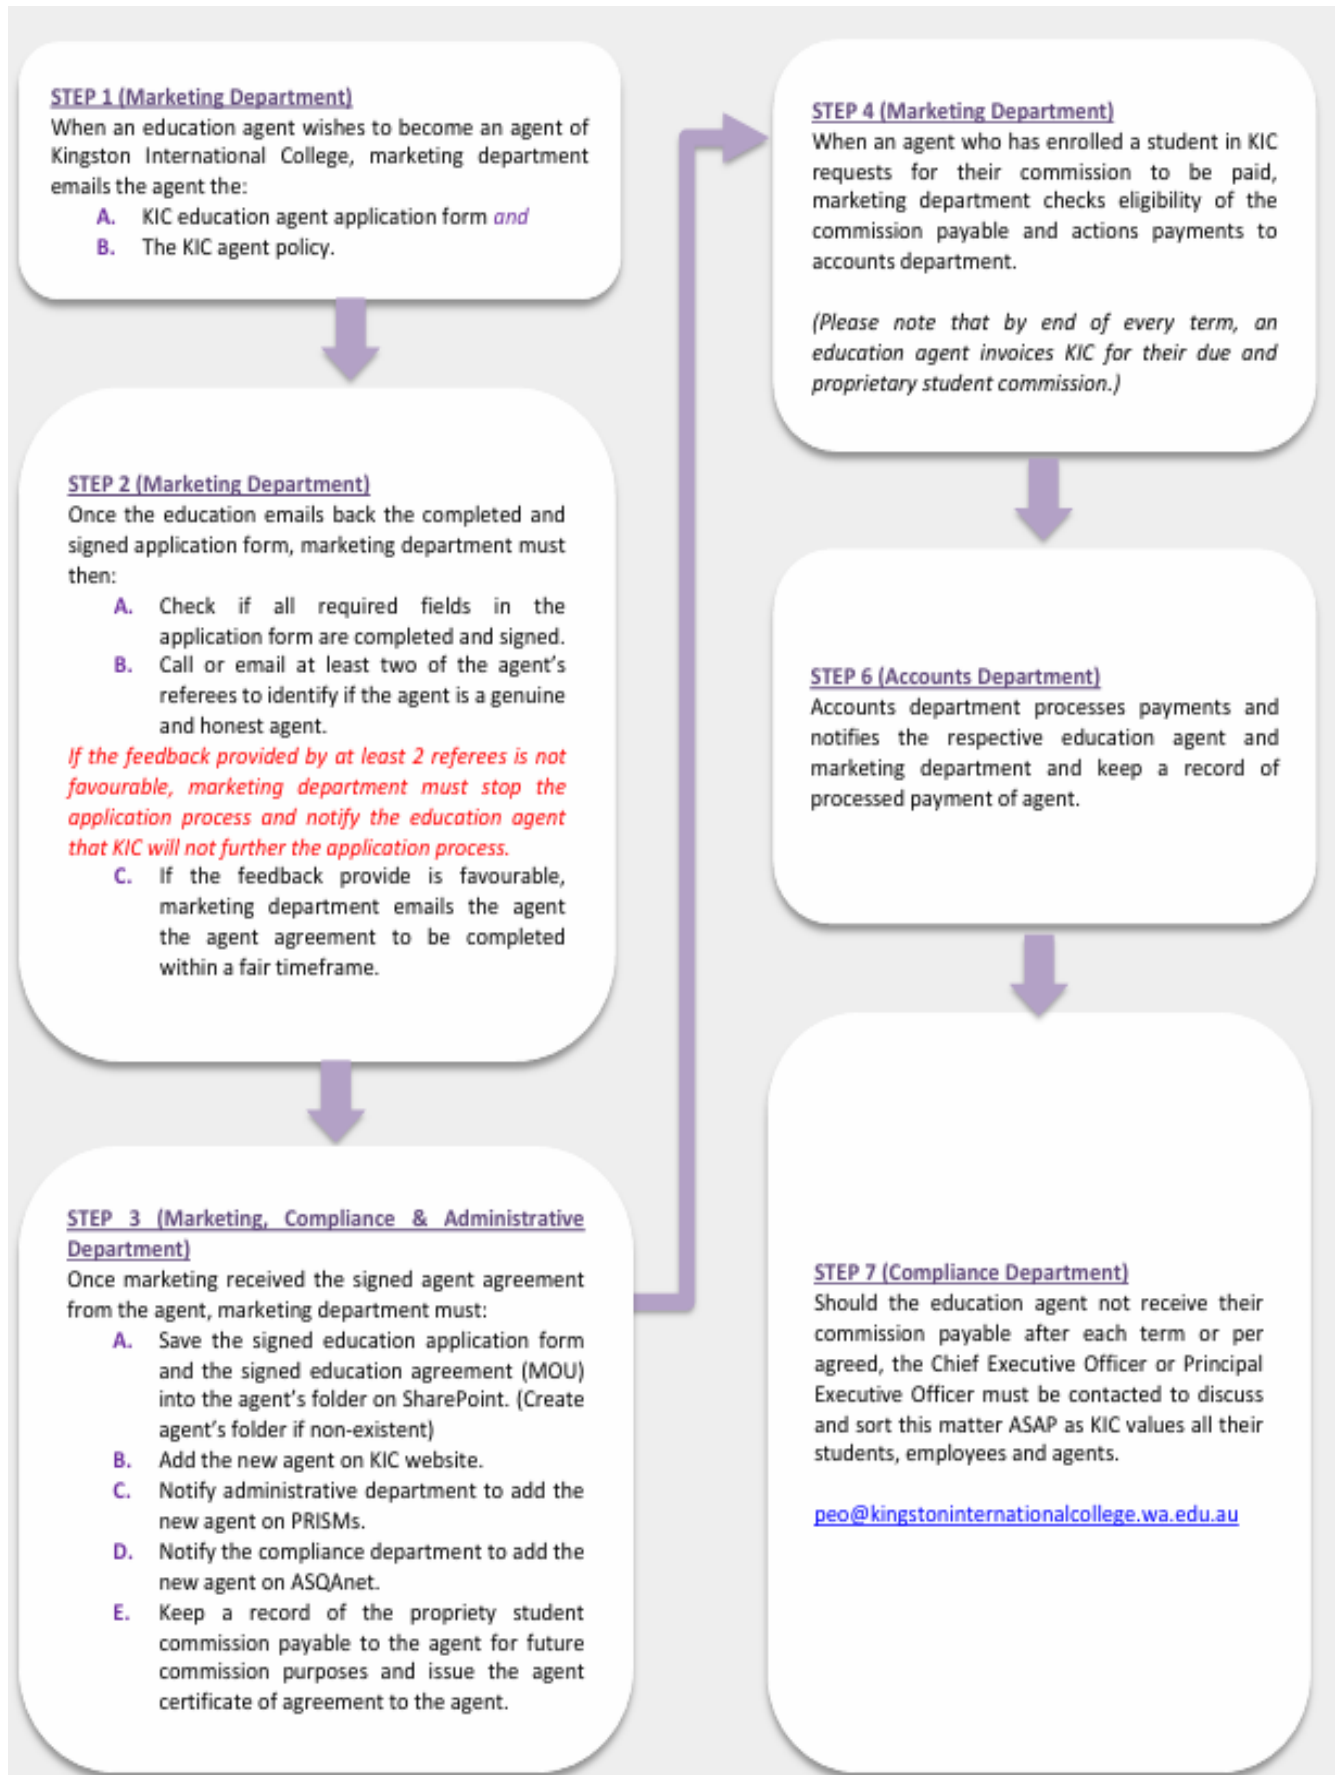 STEP 1 (Marketing Department)
When an education agent wishes to become an agent of
Kingston International College, marketing department
emails the agent the:
A. KIC education agent application form and
B. The KIC agent policy.
STEP 2 (Marketing Department)
Once the education emails back the completed and
signed application form, marketing department must
then:
A. Check if all required fields in the
application form are completed and signed.
B. Call or email at least two of the agent's
referees to identify if the agent is a genuine
and honest agent.
If the feedback provided by at least 2 referees is not
favourable, marketing department must stop the
application process and notify the education agent
that KIC will not further the application process.
C. If the feedback provide is favourable,
marketing department emails the agent
the agent agreement to be completed
within a fair timeframe.
STEP 3 (Marketing, Compliance & Administrative
Department)
Once marketing received the signed agent agreement
from the agent, marketing department must:
A. Save the signed education application form
and the signed education agreement (MOU)
into the agent's folder on SharePoint. (Create
agent's folder if non-existent)
B. Add the new agent on KIC website.
C. Notify administrative department to add the
new agent on PRISMs.
D. Notify the compliance department to add the
new agent on ASQAnet.
E. Keep a record of the propriety student
commission payable to the agent for future
commission purposes and issue the agent
certificate of agreement to the agent.
STEP 4 (Marketing Department)
When an agent who has enrolled a student in KIC
requests for their commission to be paid,
marketing department checks eligibility of the
commission payable and actions payments to
accounts department.
(Please note that by end of every term, an
education agent invoices KIC for their due and
proprietary student commission.)
STEP 6 (Accounts Department)
Accounts department processes payments and
notifies the respective education agent and
marketing department and keep a record of
processed payment of agent.
STEP 7 (Compliance Department)
Should the education agent not receive their
commission payable after each term or per
agreed, the Chief Executive Officer or Principal
Executive Officer must be contacted to discuss
and sort this matter ASAP as KIC values all their
students, employees and agents.
peo@kingstoninternationalcollege.wa.edu.au